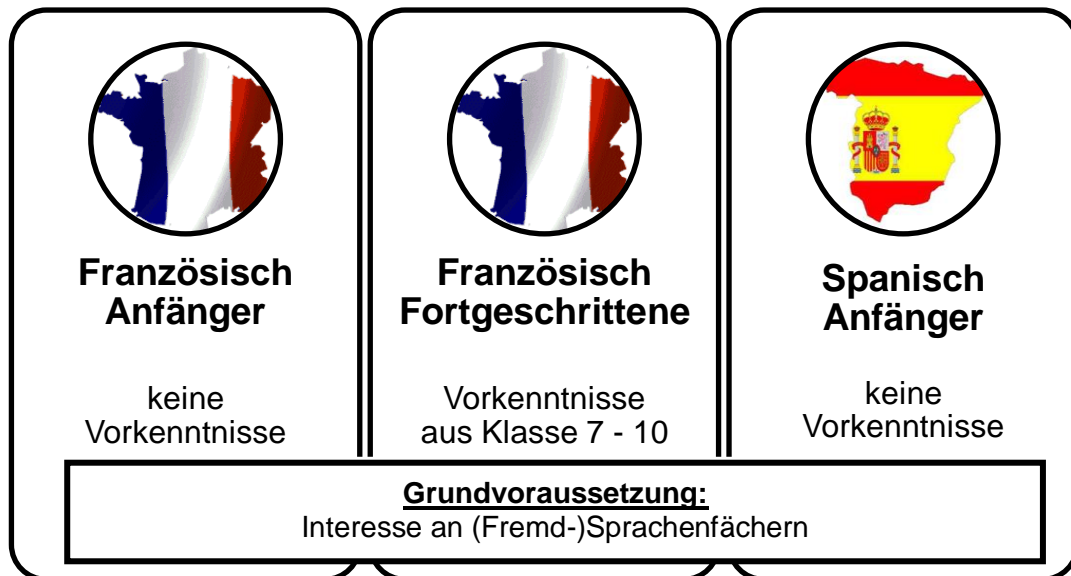 Französisch
Anfänger
keine
Vorkenntnisse
Französisch
Fortgeschrittene
Vorkenntnisse
aus Klasse 7 - 10
Spanisch
Anfänger
keine
Vorkenntnisse
Grundvoraussetzung:
Interesse an (Fremd-)Sprachenfächern